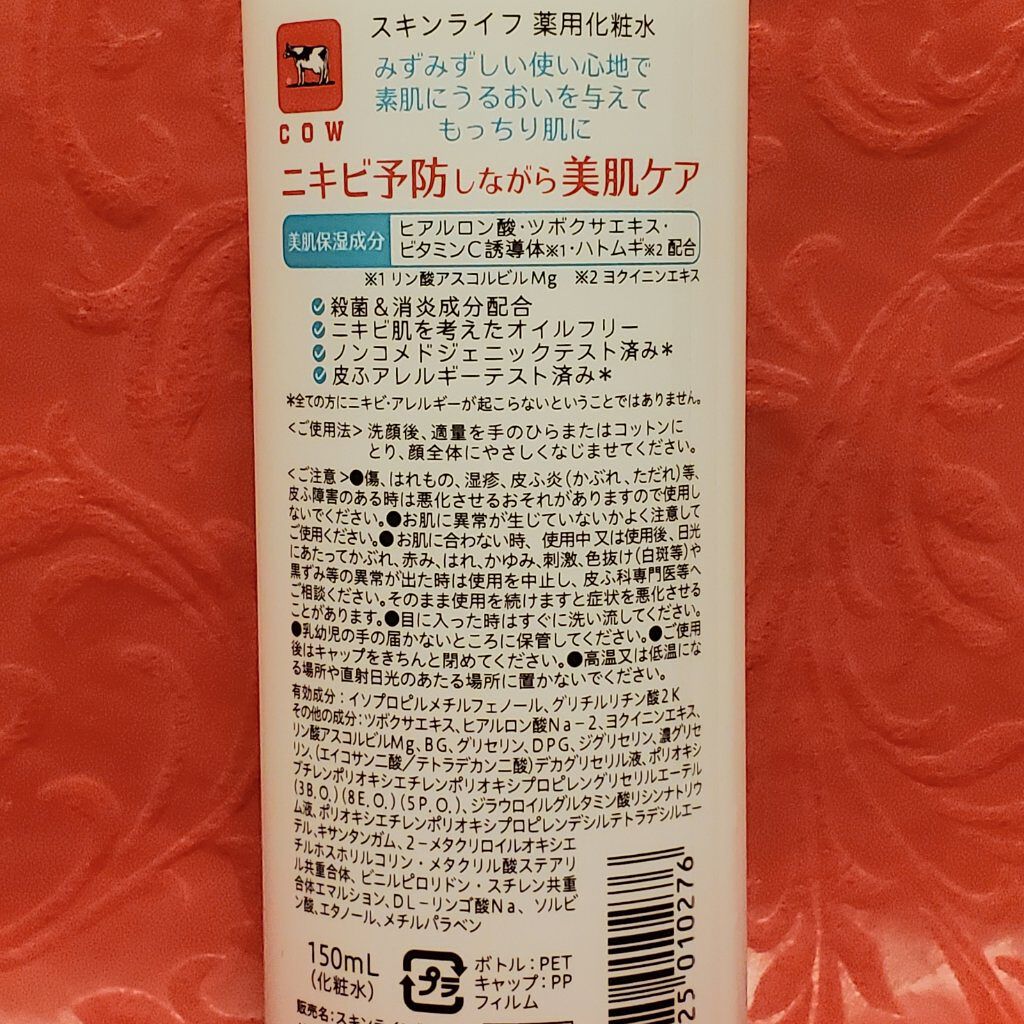 スキンライフ 薬用化粧水
みずみずしい使い心地で
素肌にうるおいを与えて
もっちり肌に
COW
ニキビ予防しながら美肌ケア
美肌保湿成分
ヒアルロン酸・ツボクサエキス・
ビタミンC誘導体※1・ハトムギ※2 配合
※1 リン酸アスコルビルMg ※2 ヨクイニンエキス
殺菌&消炎成分配合
ニキビ肌を考えたオイルフリー
ノンコメドジェニックテスト済み*
皮ふアレルギーテスト済み*
*全ての方にニキビ・アレルギーが起こらないということではありません。
<ご使用法> 洗顔後、適量を手のひらまたはコットンに
とり、顔全体にやさしくなじませてください。
<ご注意>●傷、はれもの、湿疹、皮ふ炎(かぶれ、ただれ)等、
皮ふ障害のある時は悪化させるおそれがありますので使用し
ないでください。●お肌に異常が生じていないかよく注意して
ご使用ください。●お肌に合わない時、使用中又は使用後、日光
にあたってかぶれ、赤み、はれ、かゆみ、刺激、色抜け(白斑等)や
黒ずみ等の異常が出た時は使用を中止し、皮ふ科専門医等へ
ご相談ください。そのまま使用を続けますと症状を悪化させる
ことがあります。●目に入った時はすぐに洗い流してください。
●乳幼児の手の届かないところに保管してください。●ご使用
後はキャップをきちんと閉めてください。●高温又は低温にな
る場所や直射日光のあたる場所に置かないでください。
有効成分:イソプロピルメチルフェノール、グリチルリチン酸2K
その他の成分:ツボクサエキス、ヒアルロン酸Na-2、ヨクイニンエキス、
リン酸アスコルビルMg、BG、グリセリン、DPG、ジグリセリン、濃グリセ
リン、(エイコサン二酸/テトラデカン二酸)デカグリセリル液、ポリオキシ
ブチレンポリオキシエチレンポリオキシプロピレングリセリルエーテル
(3B.O.)(8E.O.)(5P.O.)、ジラウロイルグルタミン酸リシンナトリウ
ム液、ポリオキシエチレンポリオキシプロピレンデシルテトラデシルエー
テル、キサンタンガム、2-メタクリロイルオキシエ
チルホスホリルコリン・メタクリル酸ステアリ
ル共重合体、ビニルピロリドン・スチレン共重
合体エマルション、DL-リンゴ酸Na、ソルビ
ン酸、エタノール、メチルパラベン
150mL
(化粧水)
プラ
ボトル:PET
キャップ:PP
フィルム
25 010276